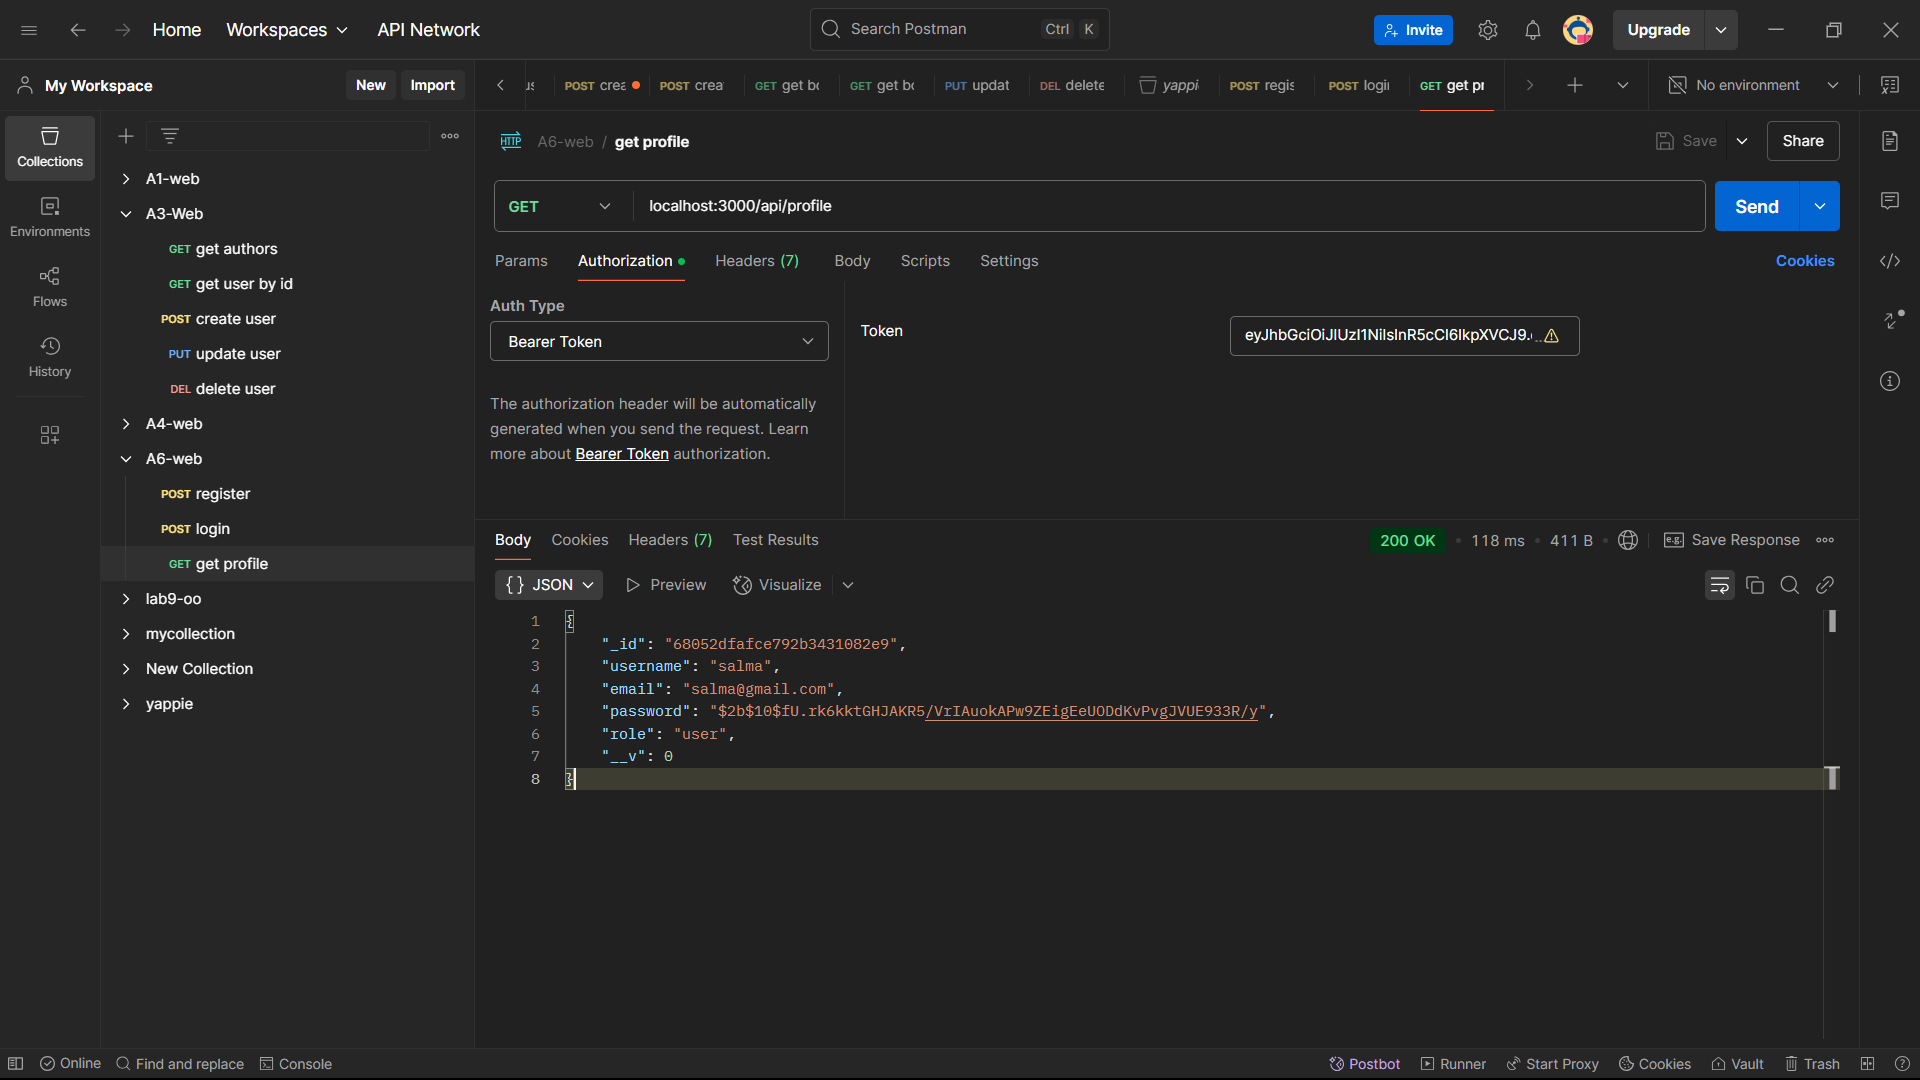 Home
Workspaces
API Network
Search Postman
Ctrl
K
Invite
Upgrade
My Workspace
New
Import
POST crea
POST crea
GET get bo
GET get bo
PUT updat
DEL delete
yappi
POST regis
POST logi
GET get pr
No environment
Collections
Environments
Flows
History
A1-web
A3-Web
GET get authors
GET get user by id
POST create user
PUT update user
DEL delete user
A4-web
A6-web
POST register
POST login
GET get profile
lab9-oo
mycollection
New Collection
yappie
HTTP
A6-web / get profile
Save
Share
GET
localhost:3000/api/profile
Send
Params
Authorization
Headers (7)
Body
Scripts
Settings
Cookies
Auth Type
Bearer Token
The authorization header will be automatically
generated when you send the request. Learn
more about Bearer Token authorization.
Token
eyJhbGciOiJIUzI1NiIsInR5cCI6IkpXVCJ9.
Body
Cookies
Headers (7)
Test Results
200 OK
118 ms
411 B
e.g.
Save Response
{} JSON
Preview
Visualize
1 {
2 "_id": "68052dfafce792b3431082e9",
3 "username": "salma",
4 "email": "salma@gmail.com",
5 "password": "$2b$10$fU.rk6kktGHJAKR5/VrIAuokAPw9ZEigEeUODdKvPvgJVUE933R/y",
6 "role": "user",
7 "__v": 0
8 }
Online
Find and replace
Console
Postbot
Runner
Start Proxy
Cookies
Vault
Trash